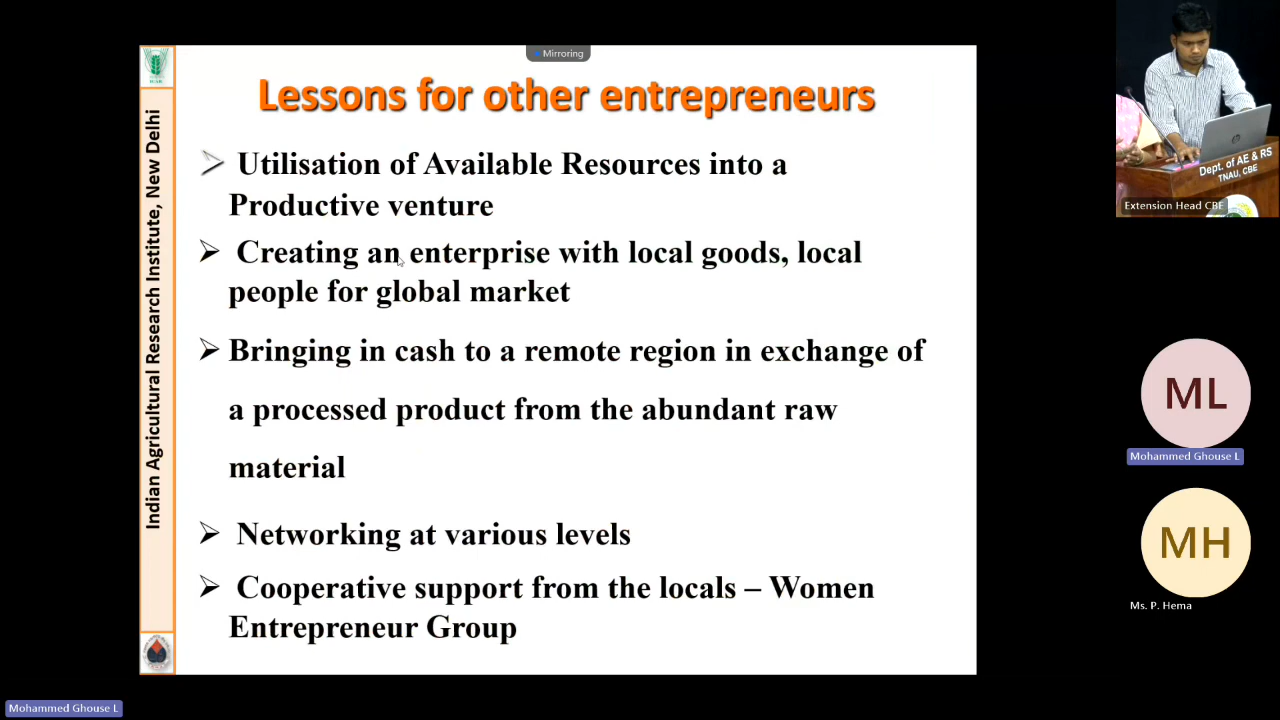 Mirroring
Lessons for other entrepreneurs
➢ Utilisation of Available Resources into a
Productive venture
➢ Creating an enterprise with local goods, local
people for global market
➢ Bringing in cash to a remote region in exchange of
a processed product from the abundant raw
material
➢ Networking at various levels
➢ Cooperative support from the locals – Women
Entrepreneur Group
Indian Agricultural Research Institute, New Delhi
Dept. of AE & RS
TNAU, CBE
Extension Head CBE
ML
Mohammed Ghouse L
MH
Ms. P. Hema
Mohammed Ghouse L